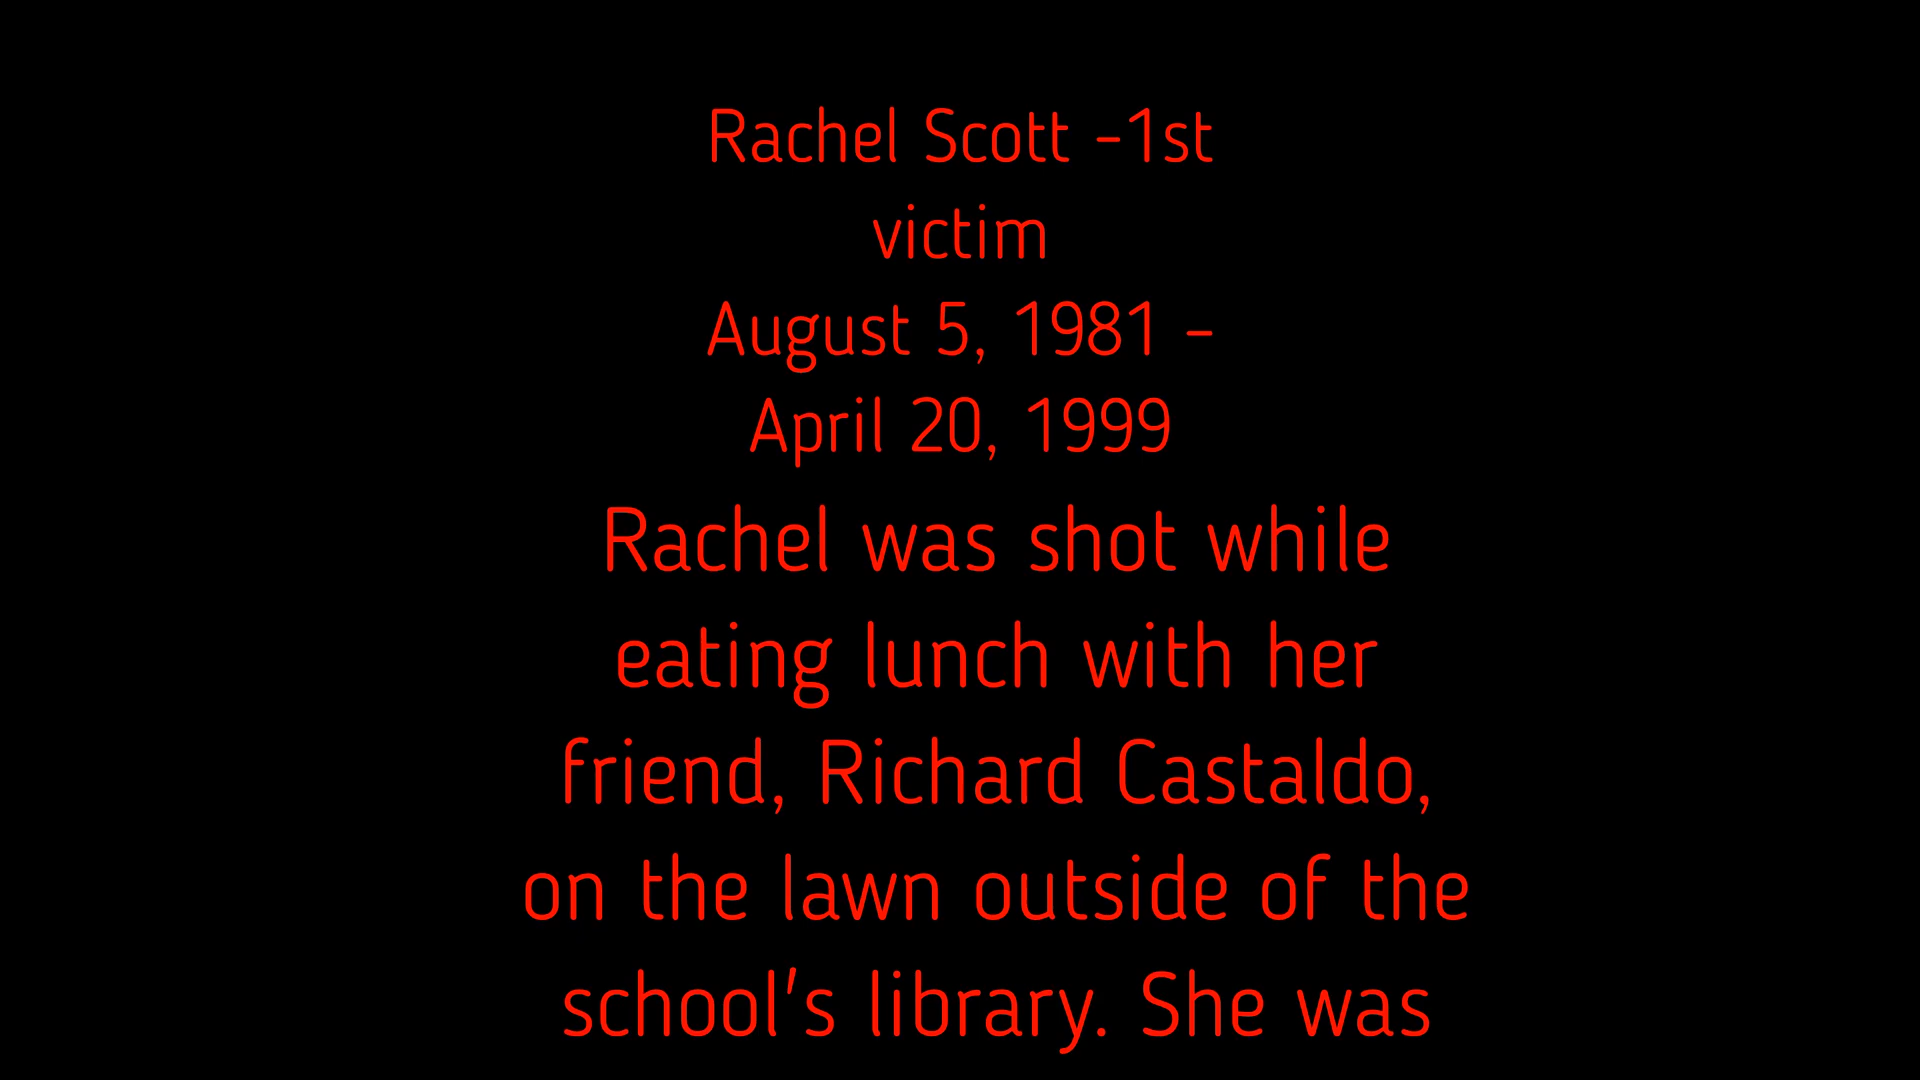 Rachel Scott -1st
victim
August 5, 1981 –
April 20, 1999
Rachel was shot while
eating lunch with her
friend, Richard Castaldo,
on the lawn outside of the
school's library. She was